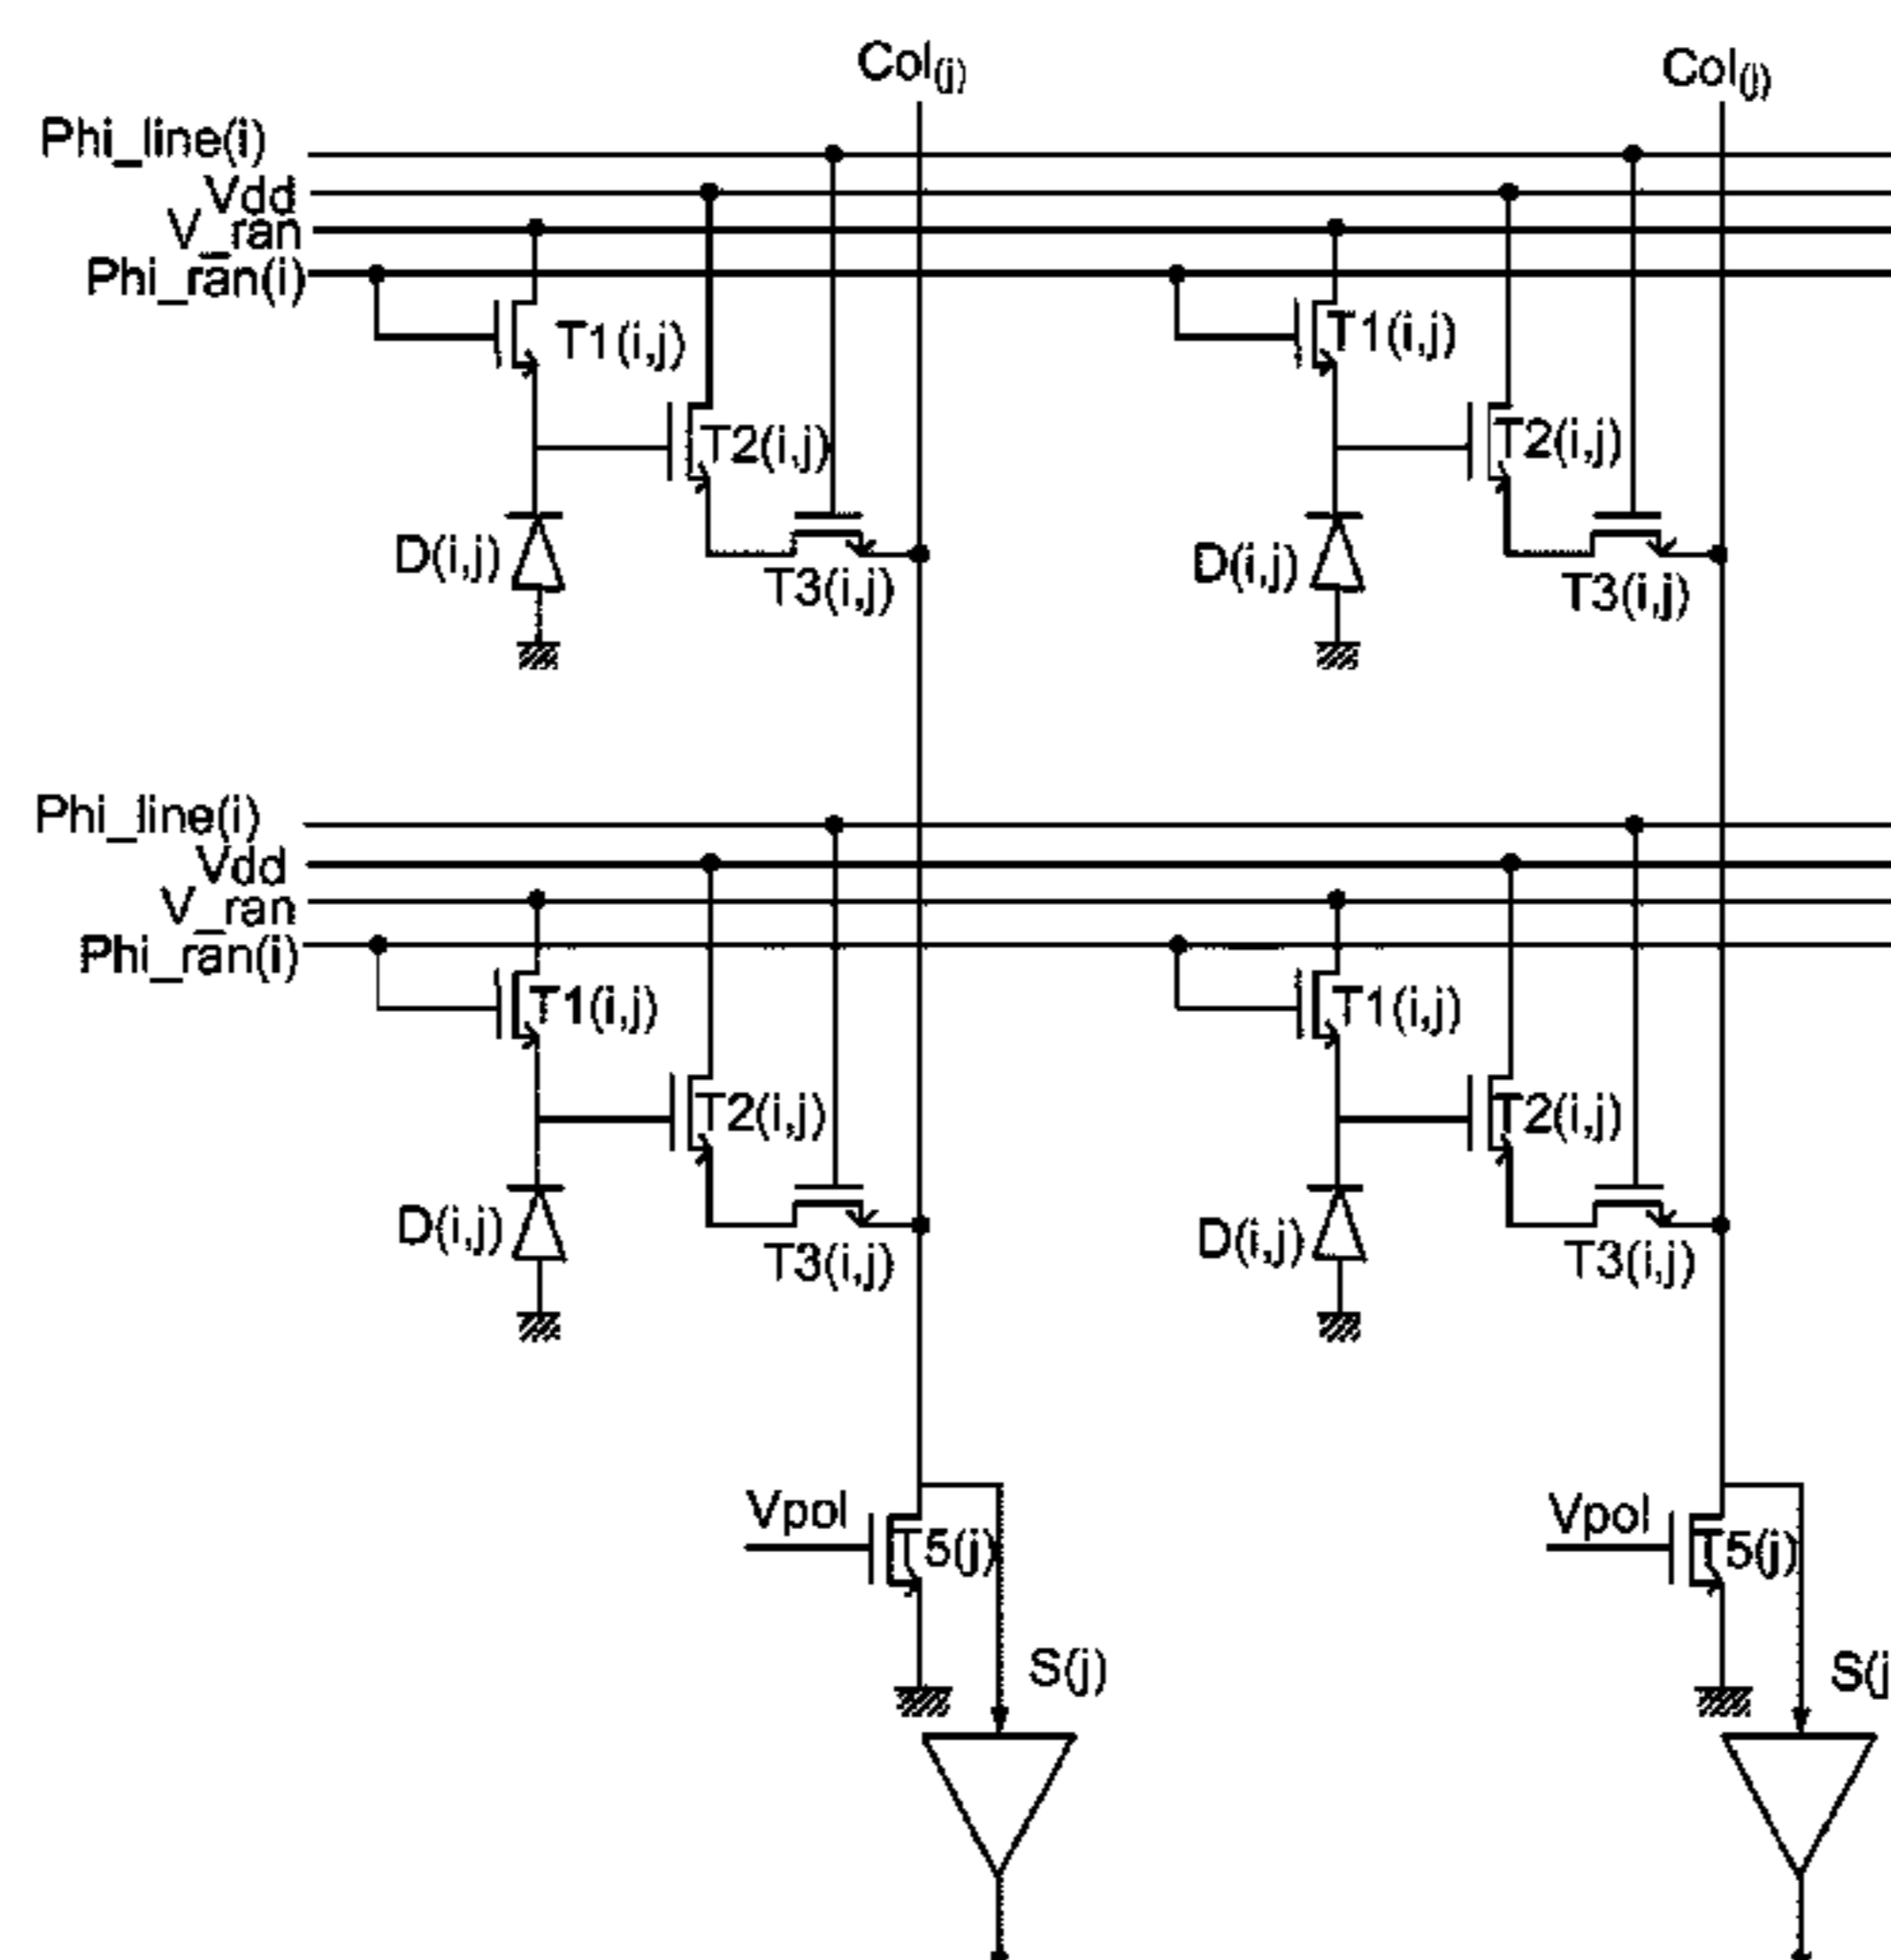 Col(j) Col(j)
Phi_line(i)
Vdd
V_ran
Phi_ran(i)
T1(i,j) T1(i,j)
T2(i,j) T2(i,j)
D(i,j) D(i,j)
T3(i,j) T3(i,j)
Phi_line(i)
Vdd
V_ran
Phi_ran(i)
T1(i,j) T1(i,j)
T2(i,j) T2(i,j)
D(i,j) D(i,j)
T3(i,j) T3(i,j)
Vpol Vpol
T5(j) T5(j)
S(j) S(j